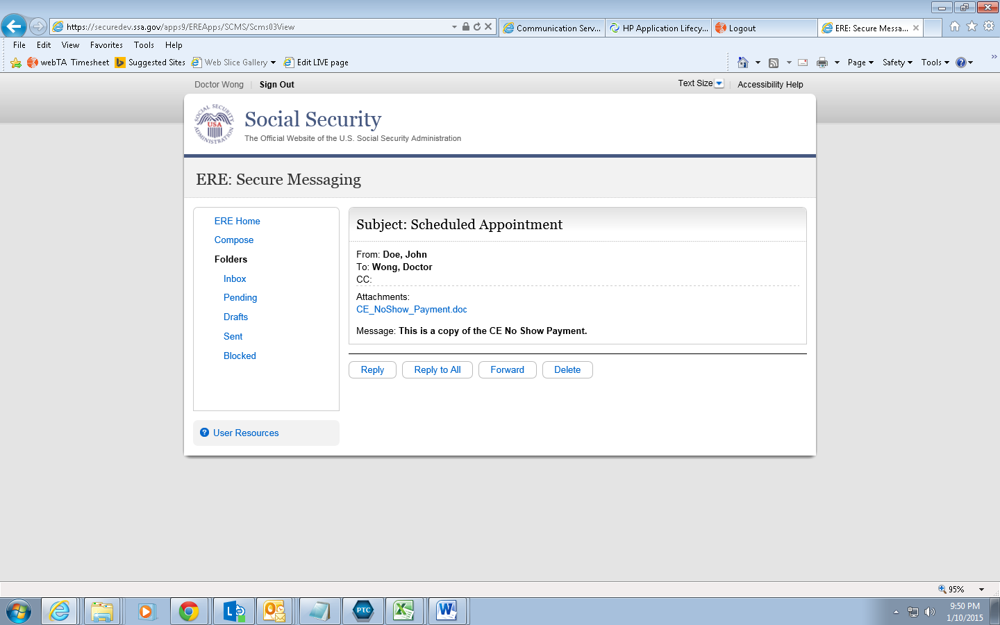 https://securedev.ssa.gov/apps9/EREApps/SCMS/Scms03View
Communication Serv...
HP Application Lifecy...
Logout
ERE: Secure Messa...
File Edit View Favorites Tools Help
webTA Timesheet Suggested Sites Web Slice Gallery Edit LIVE page
Page Safety Tools
Doctor Wong | Sign Out
Text Size | Accessibility Help
SOCIAL SECURITY ADMINISTRATION
USA
Social Security
The Official Website of the U.S. Social Security Administration
ERE: Secure Messaging
ERE Home
Compose
Folders
Inbox
Pending
Drafts
Sent
Blocked
User Resources
Subject: Scheduled Appointment
From: Doe, John
To: Wong, Doctor
CC:
Attachments:
CE_NoShow_Payment.doc
Message: This is a copy of the CE No Show Payment.
Reply Reply to All Forward Delete
95%
PTC
9:50 PM
1/10/2015